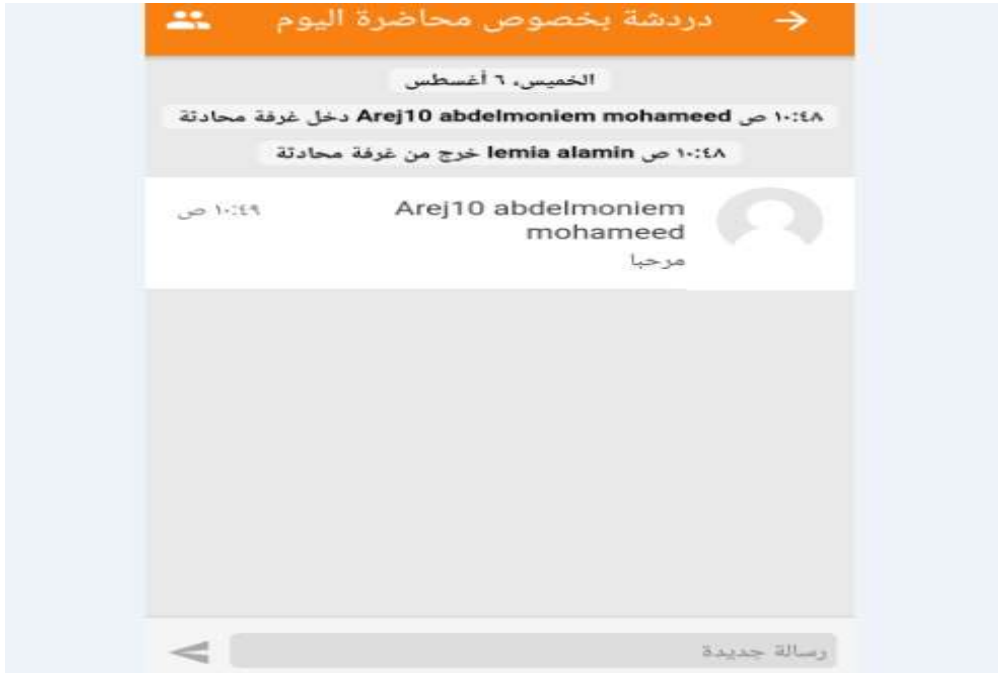 دردشة بخصوص محاضرة اليوم
الخميس، ٦ أغسطس
١٠:٤٨ ص Arej10 abdelmoniem mohameed دخل غرفة محادثة
١٠:٤٨ ص lemia alamin خرج من غرفة محادثة
Arej10 abdelmoniem ١٠:٤٩ ص
mohameed
مرحبا
رسالة جديدة